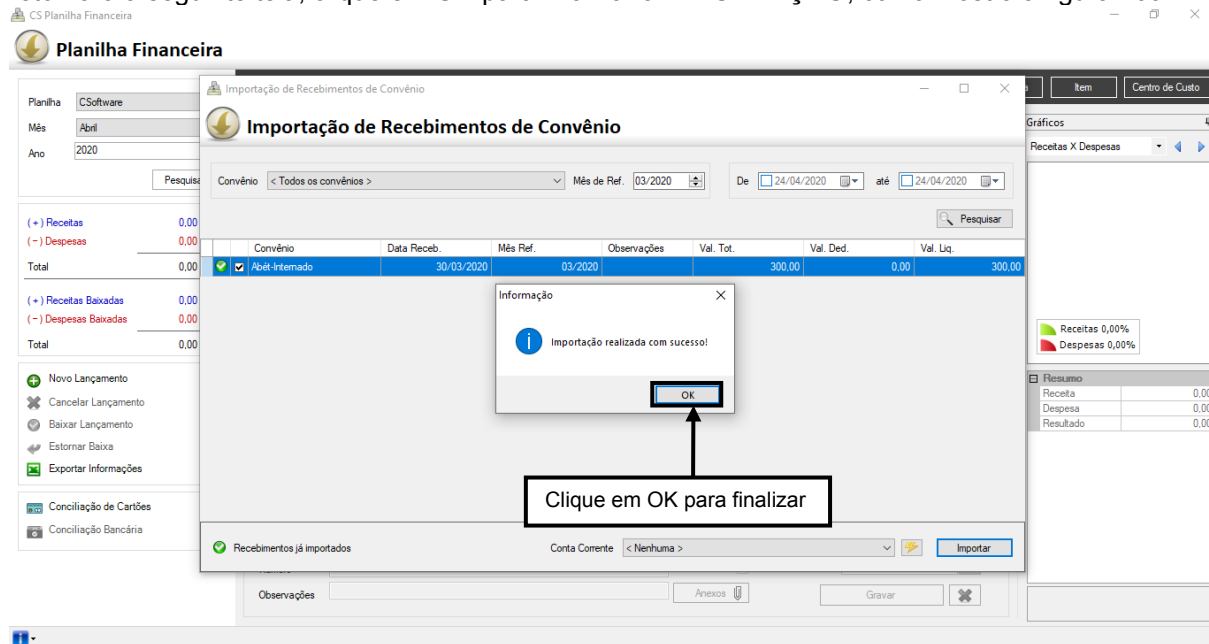 CS Planilha Financeira
Planilha Financeira
Planilha CSoftware
Mês Abril
Ano 2020
Pesquisa
(+) Receitas 0,00
(-) Despesas 0,00
Total 0,00
(+) Receitas Baixadas 0,00
(-) Despesas Baixadas 0,00
Total 0,00
Novo Lançamento
Cancelar Lançamento
Baixar Lançamento
Estornar Baixa
Exportar Informações
Conciliação de Cartões
Conciliação Bancária
Importação de Recebimentos de Convênio
Importação de Recebimentos de Convênio
Convênio < Todos os convênios > Mês de Ref. 03/2020 De 24/04/2020 até 24/04/2020
Pesquisar
Convênio Data Receb. Mês Ref. Observações Val. Tot. Val. Ded. Val. Liq.
Abét-Internado 30/03/2020 03/2020 300,00 0,00 300,00
Informação
Importação realizada com sucesso!
OK
Clique em OK para finalizar
Recebimentos já importados Conta Corrente < Nenhuma > Importar
Observações Anexos Gravar
Item Centro de Custo
Gráficos
Receitas X Despesas
Receitas 0,00%
Despesas 0,00%
Resumo
Receita 0,00
Despesa 0,00
Resultado 0,00